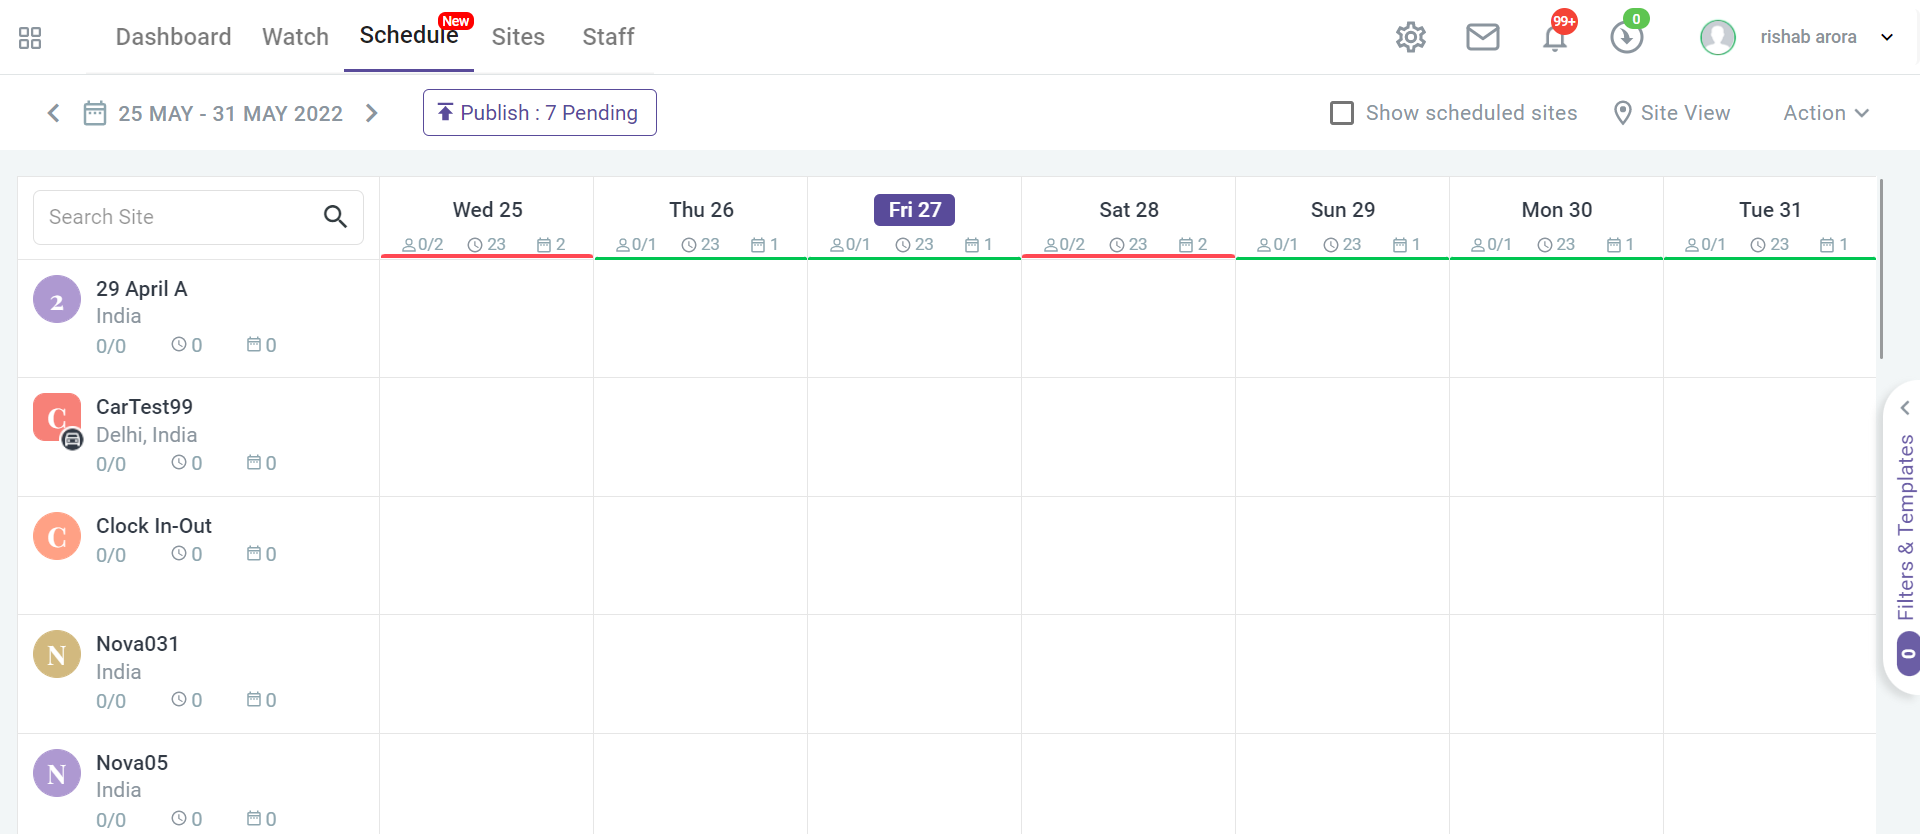 Dashboard Watch Schedule New Sites Staff 99+ 0 rishab arora
25 MAY - 31 MAY 2022 Publish : 7 Pending Show scheduled sites Site View Action
Search Site
Wed 25 Thu 26 Fri 27 Sat 28 Sun 29 Mon 30 Tue 31
0/2 23 2 0/1 23 1 0/1 23 1 0/2 23 2 0/1 23 1 0/1 23 1 0/1 23 1
2 29 April A
India
0/0 0 0
C CarTest99
Delhi, India
0/0 0 0
C Clock In-Out
0/0 0 0
N Nova031
India
0/0 0 0
N Nova05
India
0/0 0 0
Filters & Templates
0